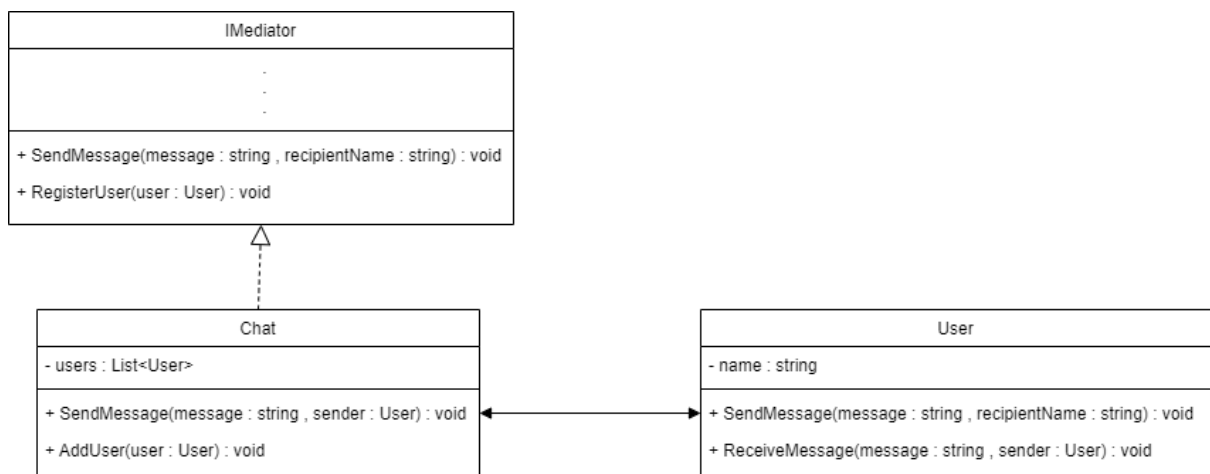 IMediator
.
.
.
+ SendMessage(message : string , recipientName : string) : void
+ RegisterUser(user : User) : void
Chat
- users : List<User>
+ SendMessage(message : string , sender : User) : void
+ AddUser(user : User) : void
User
- name : string
+ SendMessage(message : string , recipientName : string) : void
+ ReceiveMessage(message : string , sender : User) : void